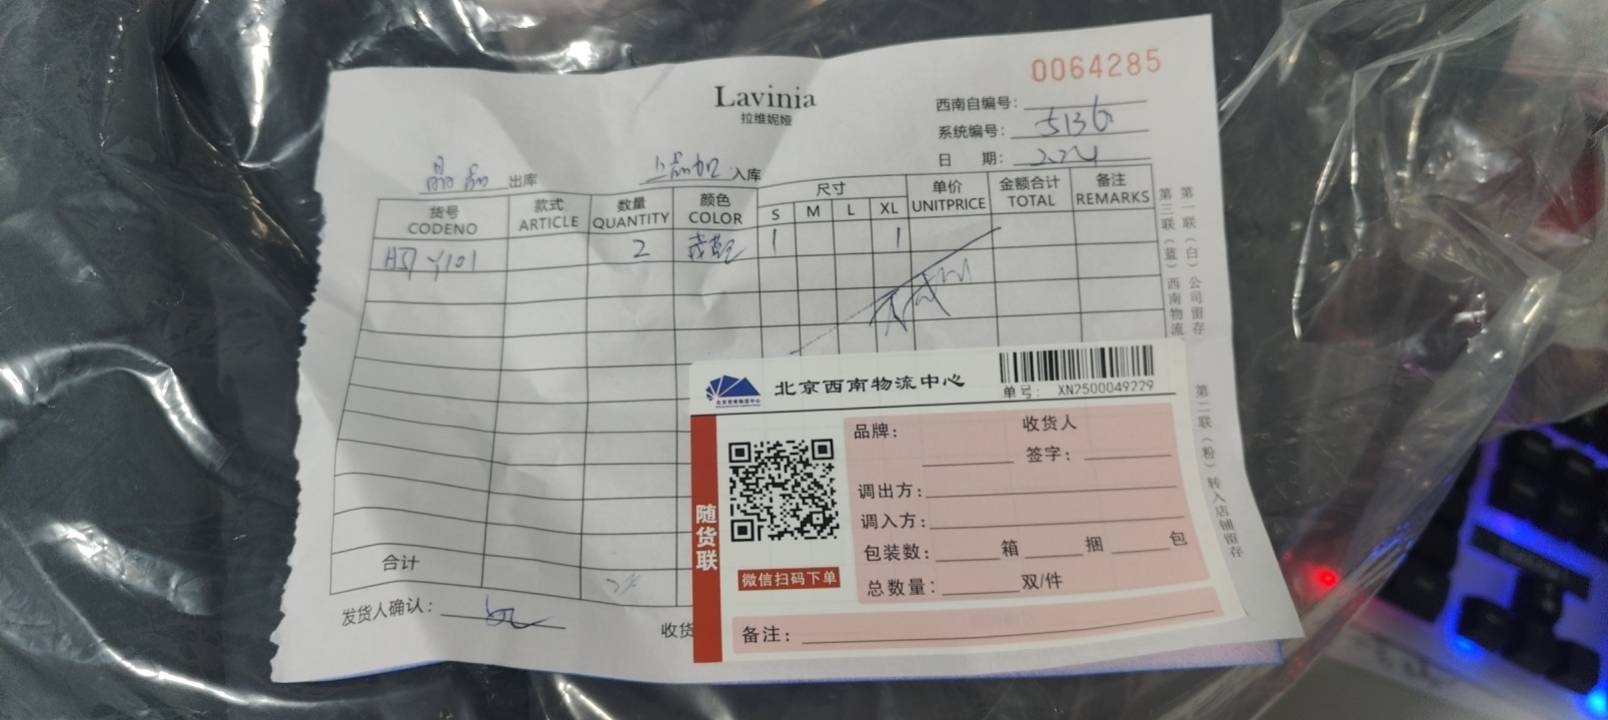 0064285
Lavinia
拉维妮娅
西南自编号：
系统编号： 5136
日 期： 2.24
出库 入库
货号 款式 数量 颜色 尺寸 单价 金额合计 备注
CODENO ARTICLE QUANTITY COLOR S M L XL UNITPRICE TOTAL REMARKS
Y101 2 1 1
合计
发货人确认：
收货
第一联（白）公司留存
第三联（蓝）西南物流
第二联（粉）转入店铺留存
北京西南物流中心
单号： XN2500049229
随货联
微信扫码下单
品牌： 收货人
签字：
调出方：
调入方：
包装数： 箱 捆 包
总数量： 双/件
备注：